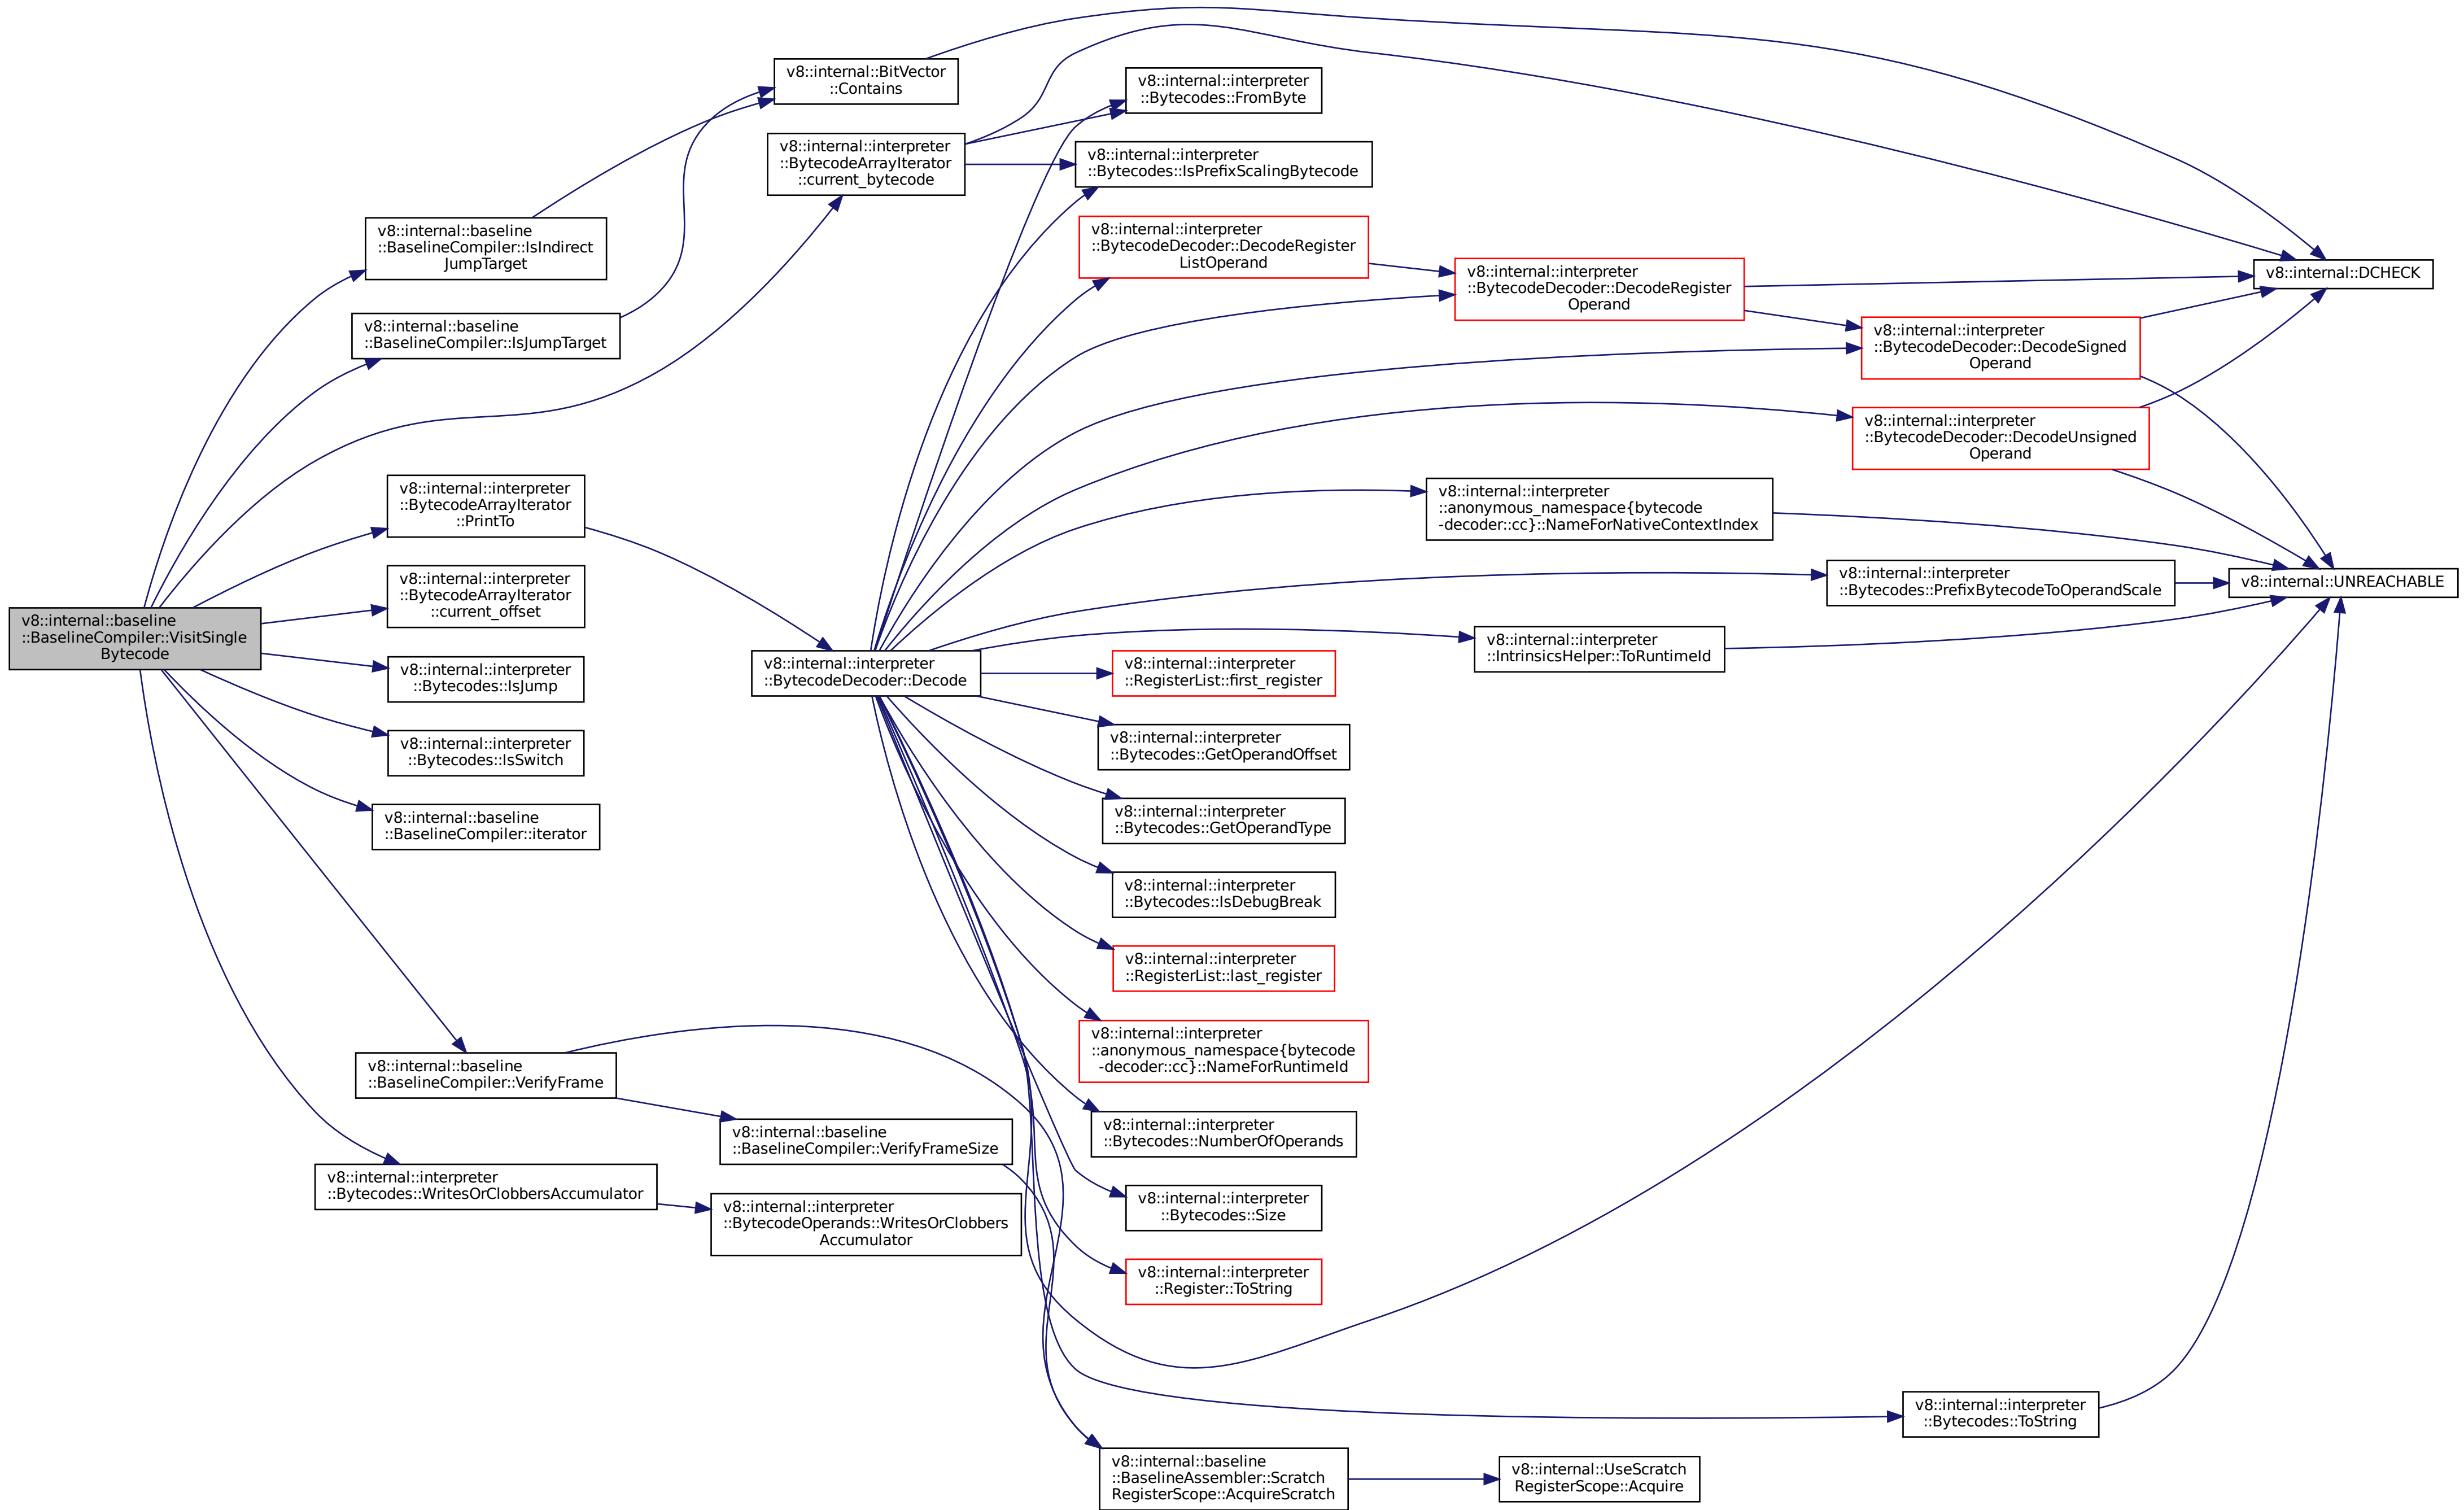 v8::internal::baseline
::BaselineCompiler::VisitSingle
Bytecode
v8::internal::baseline
::BaselineCompiler::IsIndirect
JumpTarget
v8::internal::baseline
::BaselineCompiler::IsJumpTarget
v8::internal::interpreter
::BytecodeArrayIterator
::PrintTo
v8::internal::interpreter
::BytecodeArrayIterator
::current_offset
v8::internal::interpreter
::Bytecodes::IsJump
v8::internal::interpreter
::Bytecodes::IsSwitch
v8::internal::baseline
::BaselineCompiler::iterator
v8::internal::baseline
::BaselineCompiler::VerifyFrame
v8::internal::interpreter
::Bytecodes::WritesOrClobbersAccumulator
v8::internal::BitVector
::Contains
v8::internal::interpreter
::BytecodeArrayIterator
::current_bytecode
v8::internal::interpreter
::BytecodeDecoder::Decode
v8::internal::baseline
::BaselineCompiler::VerifyFrameSize
v8::internal::interpreter
::BytecodeOperands::WritesOrClobbers
Accumulator
v8::internal::interpreter
::Bytecodes::FromByte
v8::internal::interpreter
::Bytecodes::IsPrefixScalingBytecode
v8::internal::interpreter
::BytecodeDecoder::DecodeRegister
ListOperand
v8::internal::interpreter
::RegisterList::first_register
v8::internal::interpreter
::Bytecodes::GetOperandOffset
v8::internal::interpreter
::Bytecodes::GetOperandType
v8::internal::interpreter
::Bytecodes::IsDebugBreak
v8::internal::interpreter
::RegisterList::last_register
v8::internal::interpreter
::anonymous_namespace{bytecode
-decoder::cc}::NameForRuntimeId
v8::internal::interpreter
::Bytecodes::NumberOfOperands
v8::internal::interpreter
::Bytecodes::Size
v8::internal::interpreter
::Register::ToString
v8::internal::baseline
::BaselineAssembler::Scratch
RegisterScope::AcquireScratch
v8::internal::interpreter
::BytecodeDecoder::DecodeRegister
Operand
v8::internal::interpreter
::anonymous_namespace{bytecode
-decoder::cc}::NameForNativeContextIndex
v8::internal::interpreter
::IntrinsicsHelper::ToRuntimeId
v8::internal::UseScratch
RegisterScope::Acquire
v8::internal::interpreter
::BytecodeDecoder::DecodeSigned
Operand
v8::internal::interpreter
::BytecodeDecoder::DecodeUnsigned
Operand
v8::internal::interpreter
::Bytecodes::PrefixBytecodeToOperandScale
v8::internal::interpreter
::Bytecodes::ToString
v8::internal::DCHECK
v8::internal::UNREACHABLE